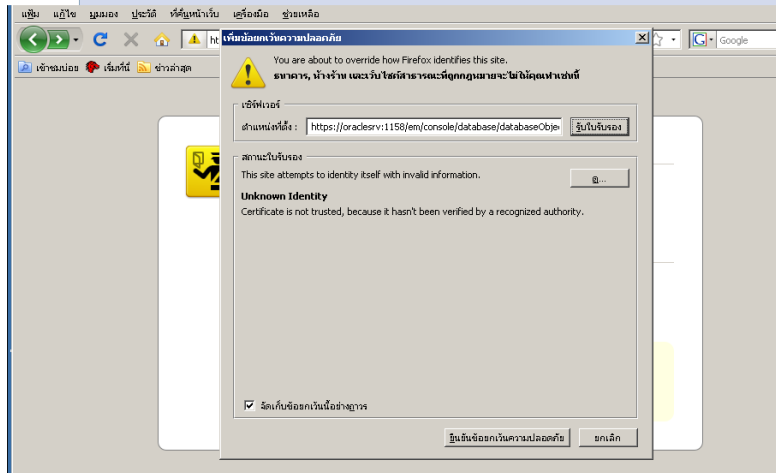 แฟ้ม แก้ไข มุมมอง ประวัติ ที่คั่นหน้าเว็บ เครื่องมือ ช่วยเหลือ
ht
Google
เข้าชมบ่อย เริ่มที่นี่ ข่าวล่าสุด
เพิ่มข้อยกเว้นความปลอดภัย
You are about to override how Firefox identifies this site.
ธนาคาร, ห้างร้าน และเว็บไซต์สาธารณะที่ถูกกฎหมายจะไม่ให้คุณทำเช่นนี้
เซิร์ฟเวอร์
ตำแหน่งที่ตั้ง : https://oraclesrv:1158/em/console/database/databaseObje รับใบรับรอง
สถานะใบรับรอง
This site attempts to identity itself with invalid information.
ดู...
Unknown Identity
Certificate is not trusted, because it hasn't been verified by a recognized authority.
จัดเก็บข้อยกเว้นนี้อย่างถาวร
ยืนยันข้อยกเว้นความปลอดภัย ยกเลิก